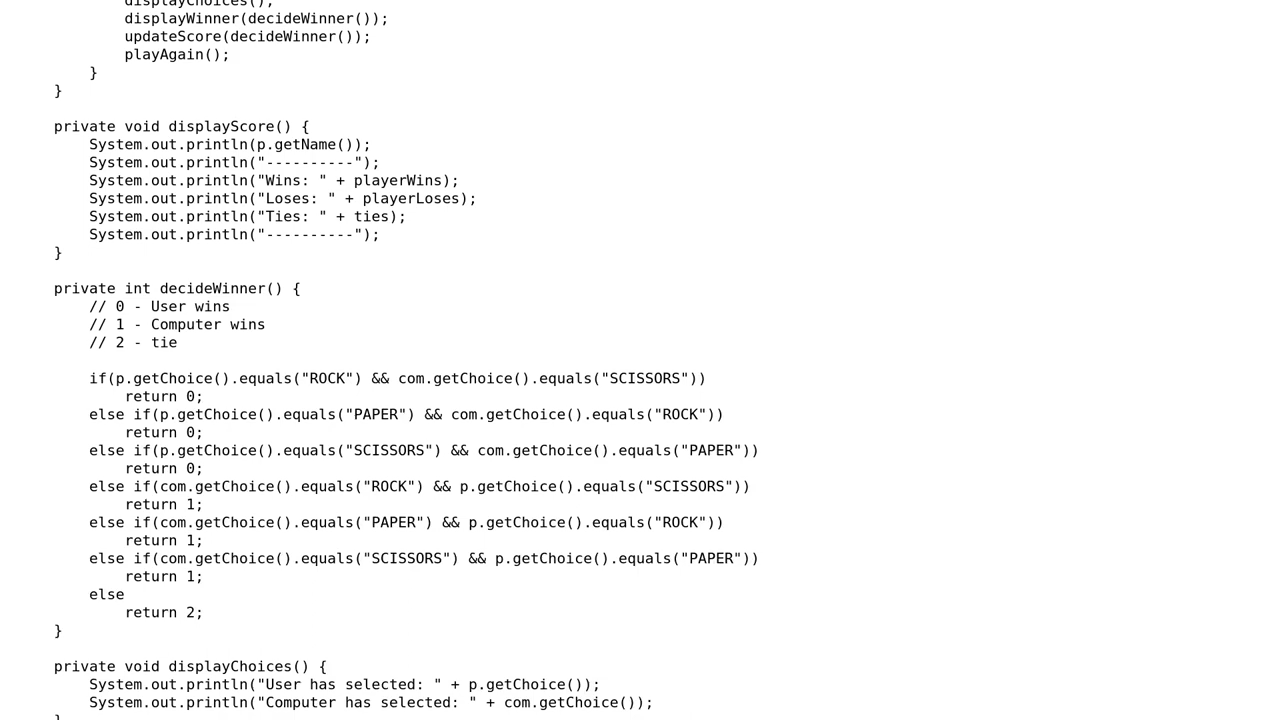 displayChoices();
displayWinner(decideWinner());
updateScore(decideWinner());
playAgain();
}
}
private void displayScore() {
System.out.println(p.getName());
System.out.println("----------");
System.out.println("Wins: " + playerWins);
System.out.println("Loses: " + playerLoses);
System.out.println("Ties: " + ties);
System.out.println("----------");
}
private int decideWinner() {
// 0 - User wins
// 1 - Computer wins
// 2 - tie
if(p.getChoice().equals("ROCK") && com.getChoice().equals("SCISSORS"))
return 0;
else if(p.getChoice().equals("PAPER") && com.getChoice().equals("ROCK"))
return 0;
else if(p.getChoice().equals("SCISSORS") && com.getChoice().equals("PAPER"))
return 0;
else if(com.getChoice().equals("ROCK") && p.getChoice().equals("SCISSORS"))
return 1;
else if(com.getChoice().equals("PAPER") && p.getChoice().equals("ROCK"))
return 1;
else if(com.getChoice().equals("SCISSORS") && p.getChoice().equals("PAPER"))
return 1;
else
return 2;
}
private void displayChoices() {
System.out.println("User has selected: " + p.getChoice());
System.out.println("Computer has selected: " + com.getChoice());
}